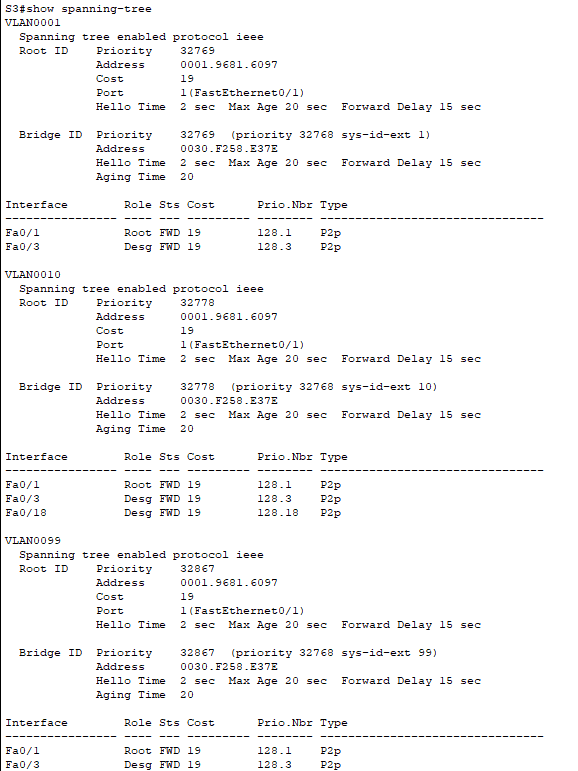 S3#show spanning-tree
VLAN0001
  Spanning tree enabled protocol ieee
  Root ID    Priority    32769
             Address     0001.9681.6097
             Cost        19
             Port        1(FastEthernet0/1)
             Hello Time  2 sec  Max Age 20 sec  Forward Delay 15 sec

  Bridge ID  Priority    32769  (priority 32768 sys-id-ext 1)
             Address     0030.F258.E37E
             Hello Time  2 sec  Max Age 20 sec  Forward Delay 15 sec
             Aging Time  20

Interface        Role Sts Cost      Prio.Nbr Type
---------------- ---- --- --------- -------- --------------------------------
Fa0/1            Root FWD 19        128.1    P2p
Fa0/3            Desg FWD 19        128.3    P2p

VLAN0010
  Spanning tree enabled protocol ieee
  Root ID    Priority    32778
             Address     0001.9681.6097
             Cost        19
             Port        1(FastEthernet0/1)
             Hello Time  2 sec  Max Age 20 sec  Forward Delay 15 sec

  Bridge ID  Priority    32778  (priority 32768 sys-id-ext 10)
             Address     0030.F258.E37E
             Hello Time  2 sec  Max Age 20 sec  Forward Delay 15 sec
             Aging Time  20

Interface        Role Sts Cost      Prio.Nbr Type
---------------- ---- --- --------- -------- --------------------------------
Fa0/1            Root FWD 19        128.1    P2p
Fa0/3            Desg FWD 19        128.3    P2p
Fa0/18           Desg FWD 19        128.18   P2p

VLAN0099
  Spanning tree enabled protocol ieee
  Root ID    Priority    32867
             Address     0001.9681.6097
             Cost        19
             Port        1(FastEthernet0/1)
             Hello Time  2 sec  Max Age 20 sec  Forward Delay 15 sec

  Bridge ID  Priority    32867  (priority 32768 sys-id-ext 99)
             Address     0030.F258.E37E
             Hello Time  2 sec  Max Age 20 sec  Forward Delay 15 sec
             Aging Time  20

Interface        Role Sts Cost      Prio.Nbr Type
---------------- ---- --- --------- -------- --------------------------------
Fa0/1            Root FWD 19        128.1    P2p
Fa0/3            Desg FWD 19        128.3    P2p